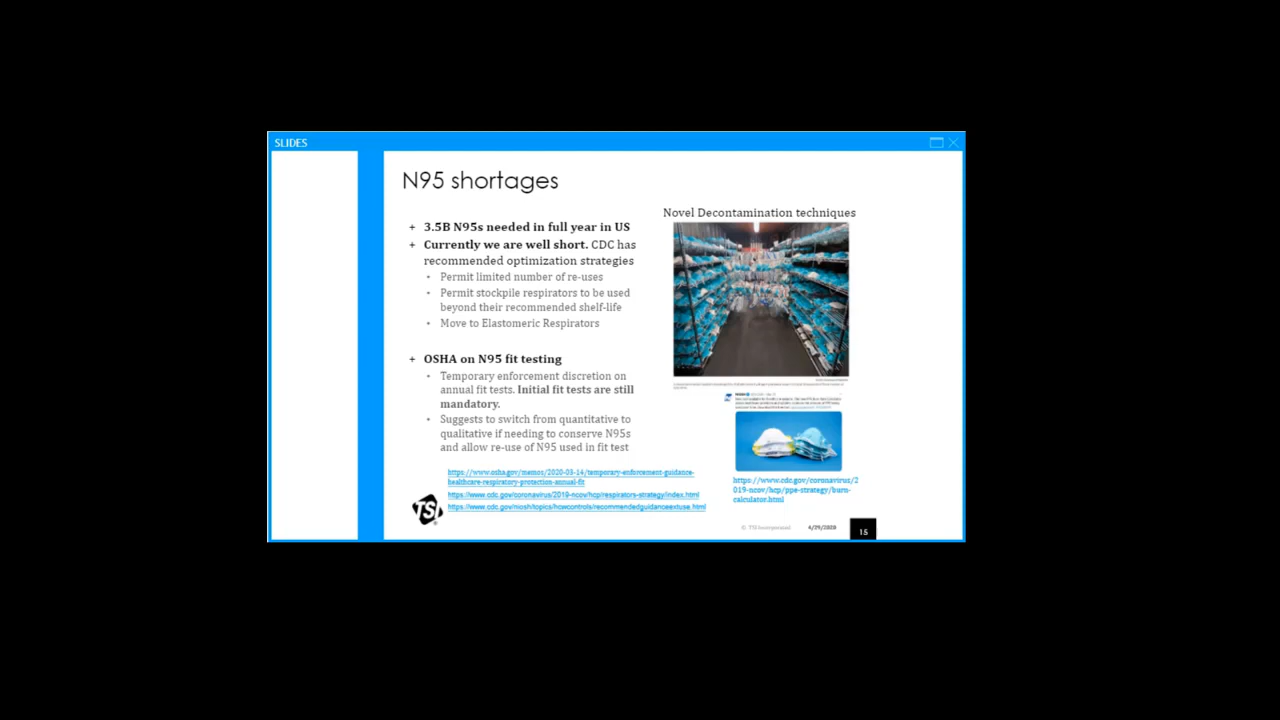 SLIDES
N95 shortages
+ 3.5B N95s needed in full year in US
+ Currently we are well short. CDC has
recommended optimization strategies
• Permit limited number of re-uses
• Permit stockpile respirators to be used
beyond their recommended shelf-life
• Move to Elastomeric Respirators
+ OSHA on N95 fit testing
• Temporary enforcement discretion on
annual fit tests. Initial fit tests are still
mandatory.
• Suggests to switch from quantitative to
qualitative if needing to conserve N95s
and allow re-use of N95 used in fit test
https://www.osha.gov/memos/2020-03-14/temporary-enforcement-guidance-
healthcare-respiratory-protection-annual-fit
https://www.cdc.gov/coronavirus/2019-ncov/hcp/respirators-strategy/index.html
https://www.cdc.gov/niosh/topics/hcwcontrols/recommendedguidanceextuse.html
TSI
Novel Decontamination techniques
https://www.cdc.gov/coronavirus/2
019-ncov/hcp/ppe-strategy/burn-
calculator.html
© TSI Incorporated
4/29/2020
15